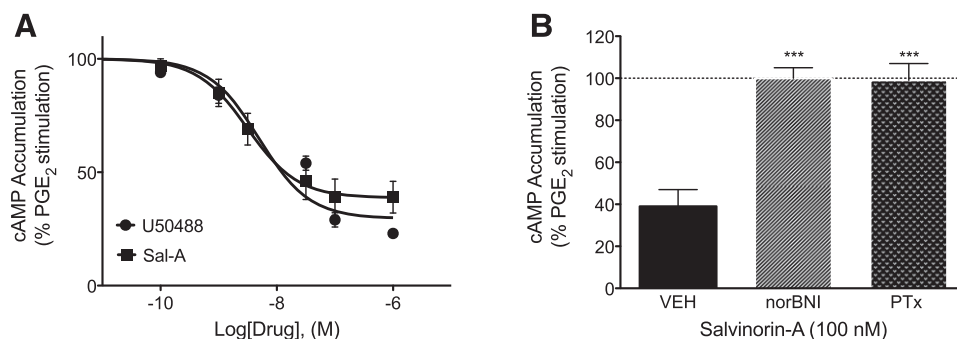 A
cAMP Accumulation
(% PGE2 stimulation)
100
50
0
U50488
Sal-A
-10
-8
-6
Log[Drug], (M)
B
cAMP Accumulation
(% PGE2 stimulation)
120
100
80
60
40
20
0
***
***
VEH
norBNI
PTx
Salvinorin-A (100 nM)